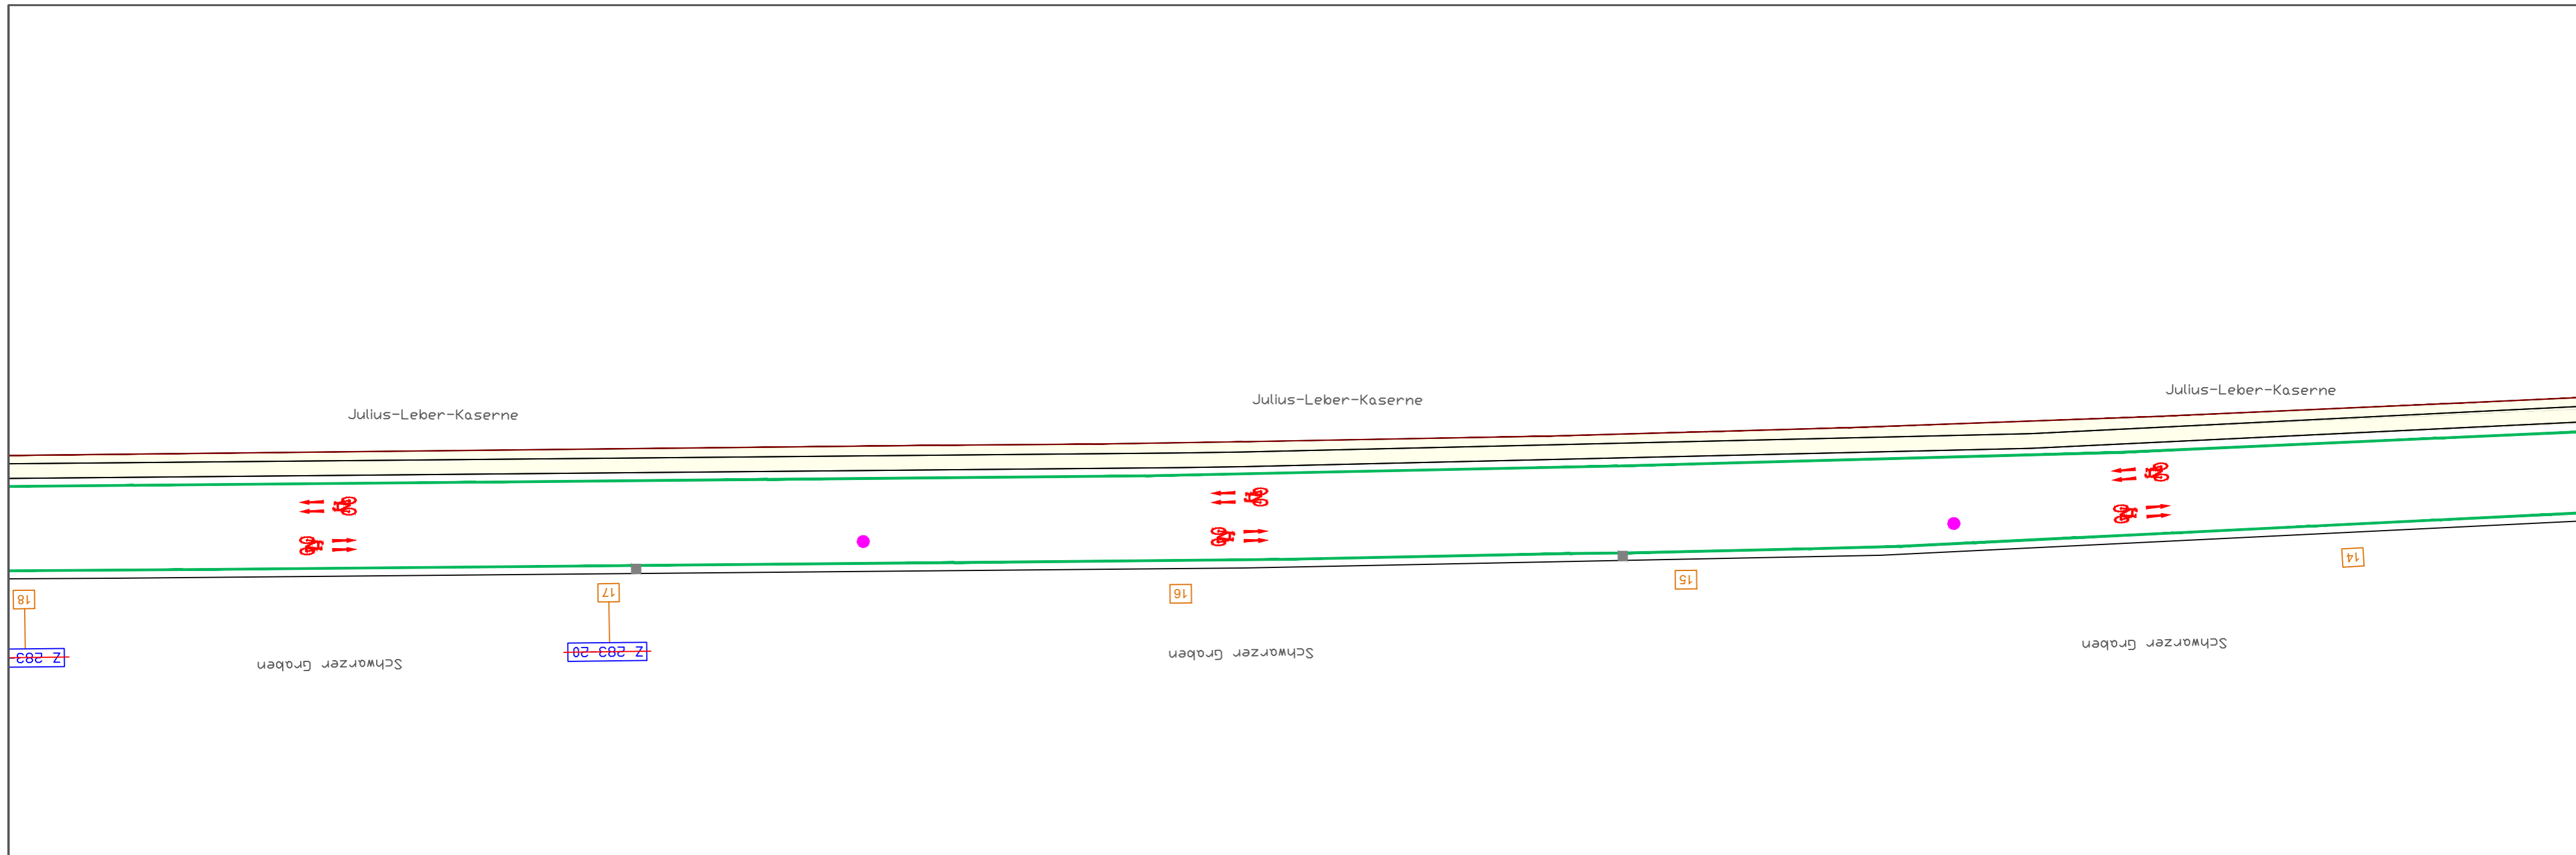 Julius-Leber-Kaserne
Julius-Leber-Kaserne
Julius-Leber-Kaserne
18
17
16
15
14
Z 283
Z 283-20
Schwarzer Graben
Schwarzer Graben
Schwarzer Graben